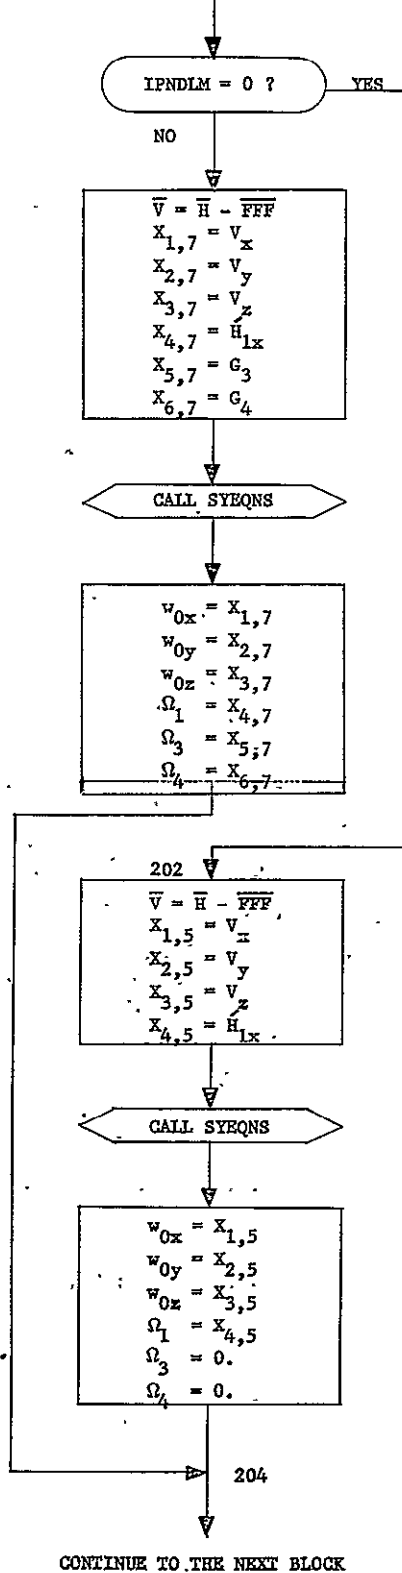 IPNDLM = 0 ?
YES
NO
V̅ = H̅ - F̅F̅F̅
X1,7 = Vx
X2,7 = Vy
X3,7 = Vz
X4,7 = H́1x
X5,7 = G3
X6,7 = G4
CALL SYEQNS
w0x = X1,7
w0y = X2,7
w0z = X3,7
Ω1 = X4,7
Ω3 = X5,7
Ω4 = X6,7
202
V̅ = H̅ - F̅F̅F̅
X1,5 = Vx
X2,5 = Vy
X3,5 = Vz
X4,5 = H́1x
CALL SYEQNS
w0x = X1,5
w0y = X2,5
w0z = X3,5
Ω1 = X4,5
Ω3 = 0.
Ω4 = 0.
204
CONTINUE TO THE NEXT BLOCK